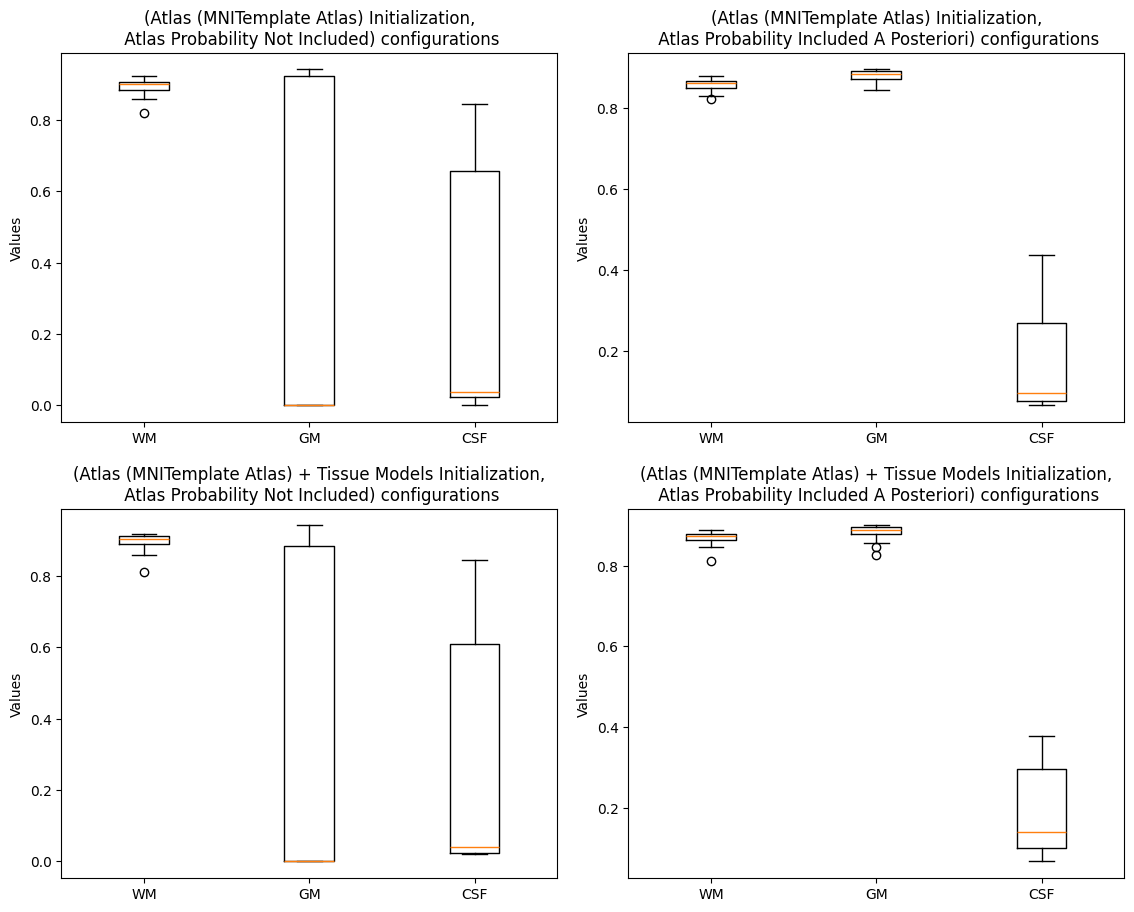 (Atlas (MNITemplate Atlas) Initialization,
Atlas Probability Not Included) configurations
Values
0.8
0.6
0.4
0.2
0.0
WM
GM
CSF
(Atlas (MNITemplate Atlas) Initialization,
Atlas Probability Included A Posteriori) configurations
Values
0.8
0.6
0.4
0.2
WM
GM
CSF
(Atlas (MNITemplate Atlas) + Tissue Models Initialization,
Atlas Probability Not Included) configurations
Values
0.8
0.6
0.4
0.2
0.0
WM
GM
CSF
(Atlas (MNITemplate Atlas) + Tissue Models Initialization,
Atlas Probability Included A Posteriori) configurations
Values
0.8
0.6
0.4
0.2
WM
GM
CSF